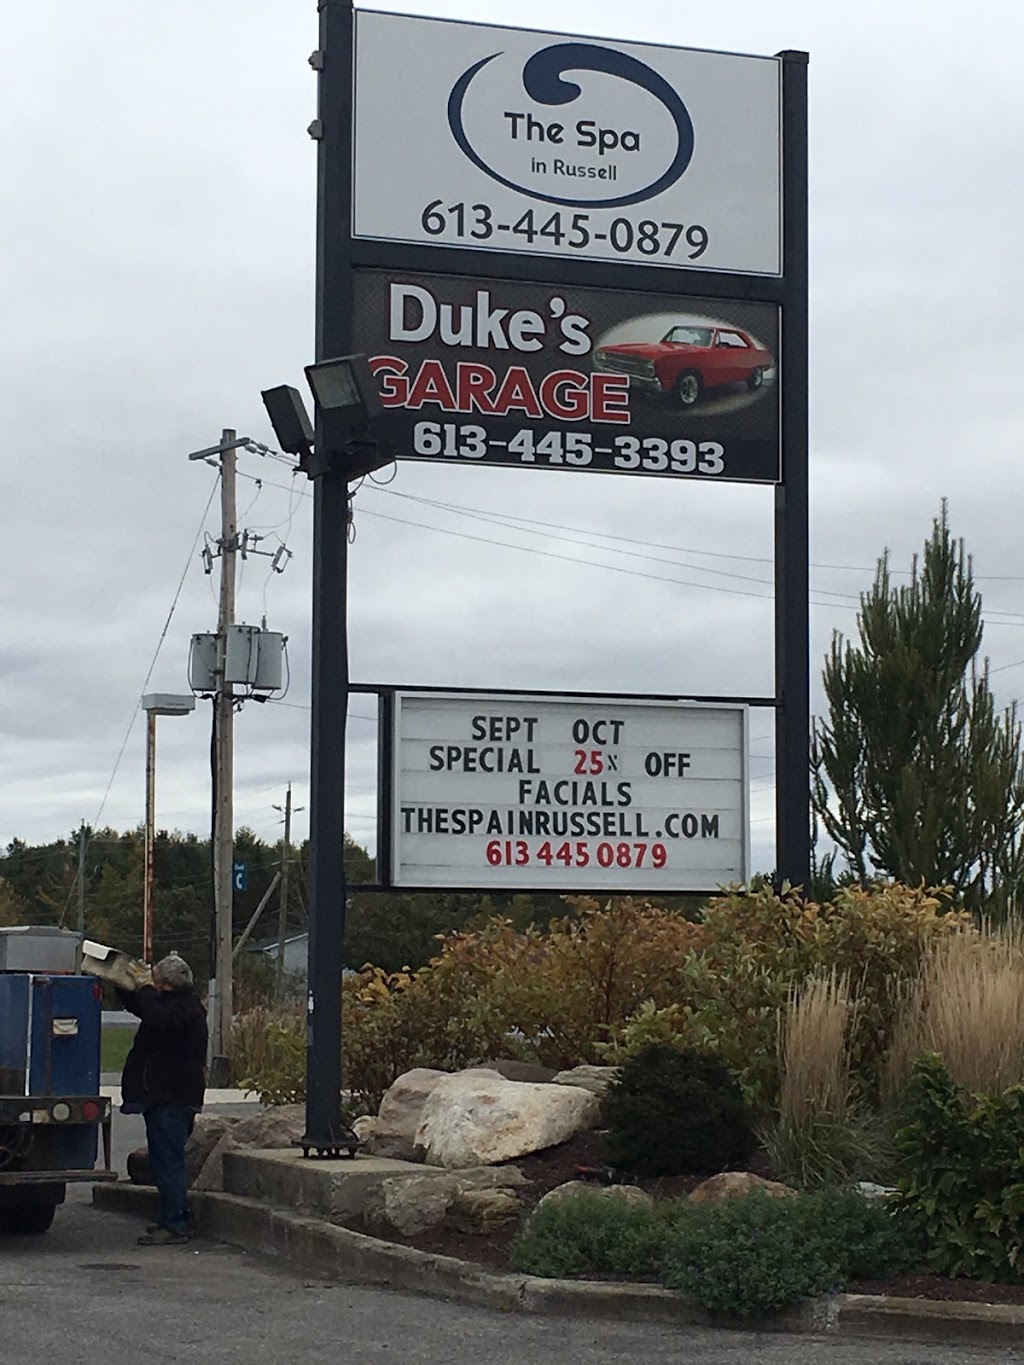 The Spa
in Russell
613-445-0879
Duke's
GARAGE
613-445-3393
SEPT OCT
SPECIAL 25% OFF
FACIALS
THESPAINRUSSELL.COM
613 445 0879